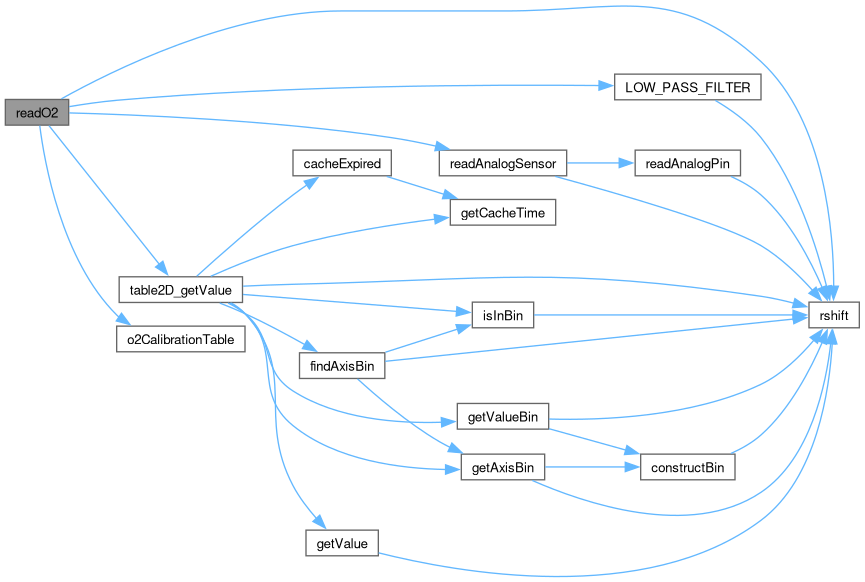 readO2
LOW_PASS_FILTER
cacheExpired
readAnalogSensor
readAnalogPin
getCacheTime
table2D_getValue
isInBin
rshift
o2CalibrationTable
findAxisBin
getValueBin
getAxisBin
constructBin
getValue